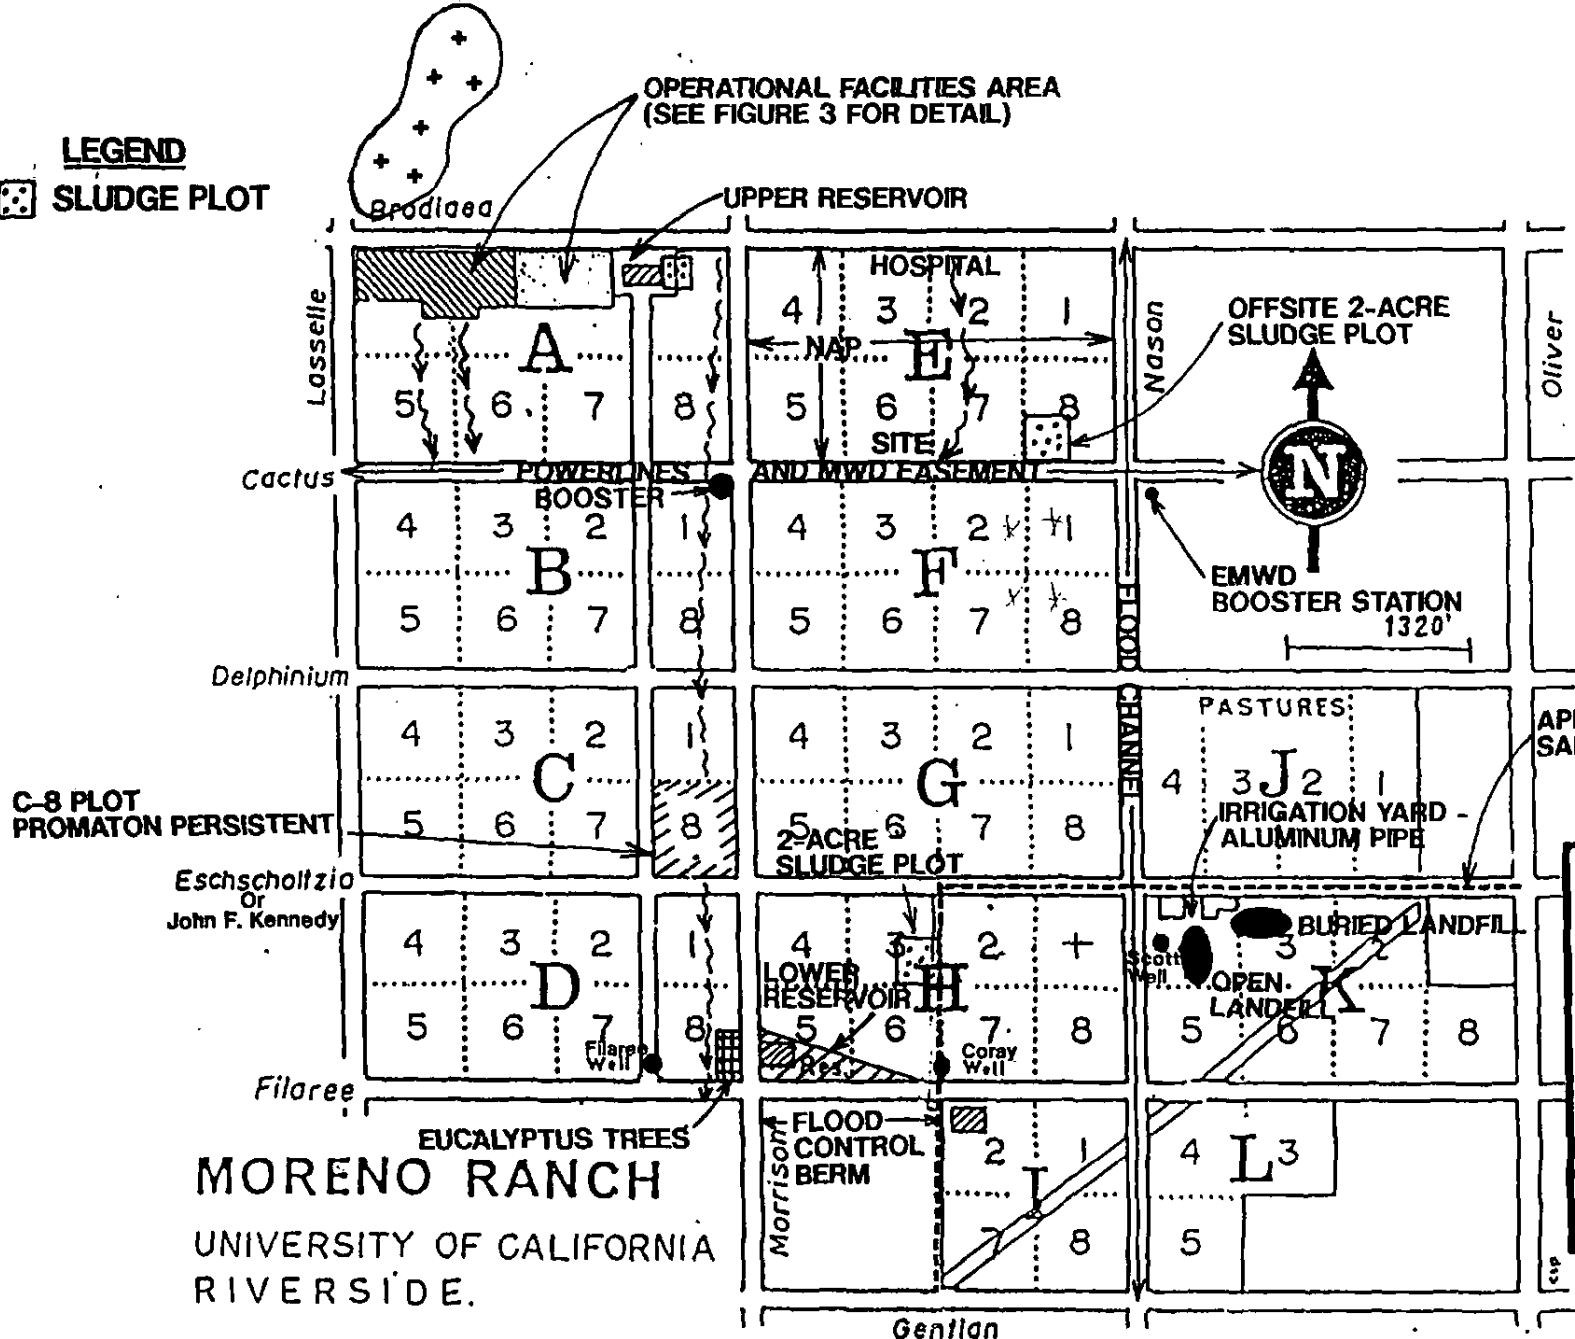 OPERATIONAL FACILITIES AREA
(SEE FIGURE 3 FOR DETAIL)
LEGEND
SLUDGE PLOT
Brodiaea
UPPER RESERVOIR
HOSPITAL
4 3 2 1
NAP
A
E
5 6 7 8
5 6 7 8
SITE
Lasselle
Nason
OFFSITE 2-ACRE
SLUDGE PLOT
Oliver
N
Cactus
POWERLINES AND MWD EASEMENT
BOOSTER
4 3 2 1
4 3 2 1
B
F
5 6 7 8
5 6 7 8
EMWD
BOOSTER STATION
1320'
FLOOD CHANNEL
Delphinium
4 3 2 1
4 3 2 1
C
G
5 6 7 8
5 6 7 8
PASTURES
4 3 J 2 1
IRRIGATION YARD -
ALUMINUM PIPE
C-8 PLOT
PROMATON PERSISTENT
2-ACRE
SLUDGE PLOT
Eschscholtzia
Or
John F. Kennedy
4 3 2 1
4 3 2
D
H
LOWER
RESERVOIR
5 6 7 8
5 6 7 8
Filaree
Well
Res.
Coray
Well
BURIED LANDFILL
3
Scott
Well
OPEN
LANDFILL
K
5 6 7 8
Filaree
EUCALYPTUS TREES
FLOOD
CONTROL
BERM
Morrison
2 1
I
7 8
4 L 3
5
MORENO RANCH
UNIVERSITY OF CALIFORNIA
RIVERSIDE.
Gentian